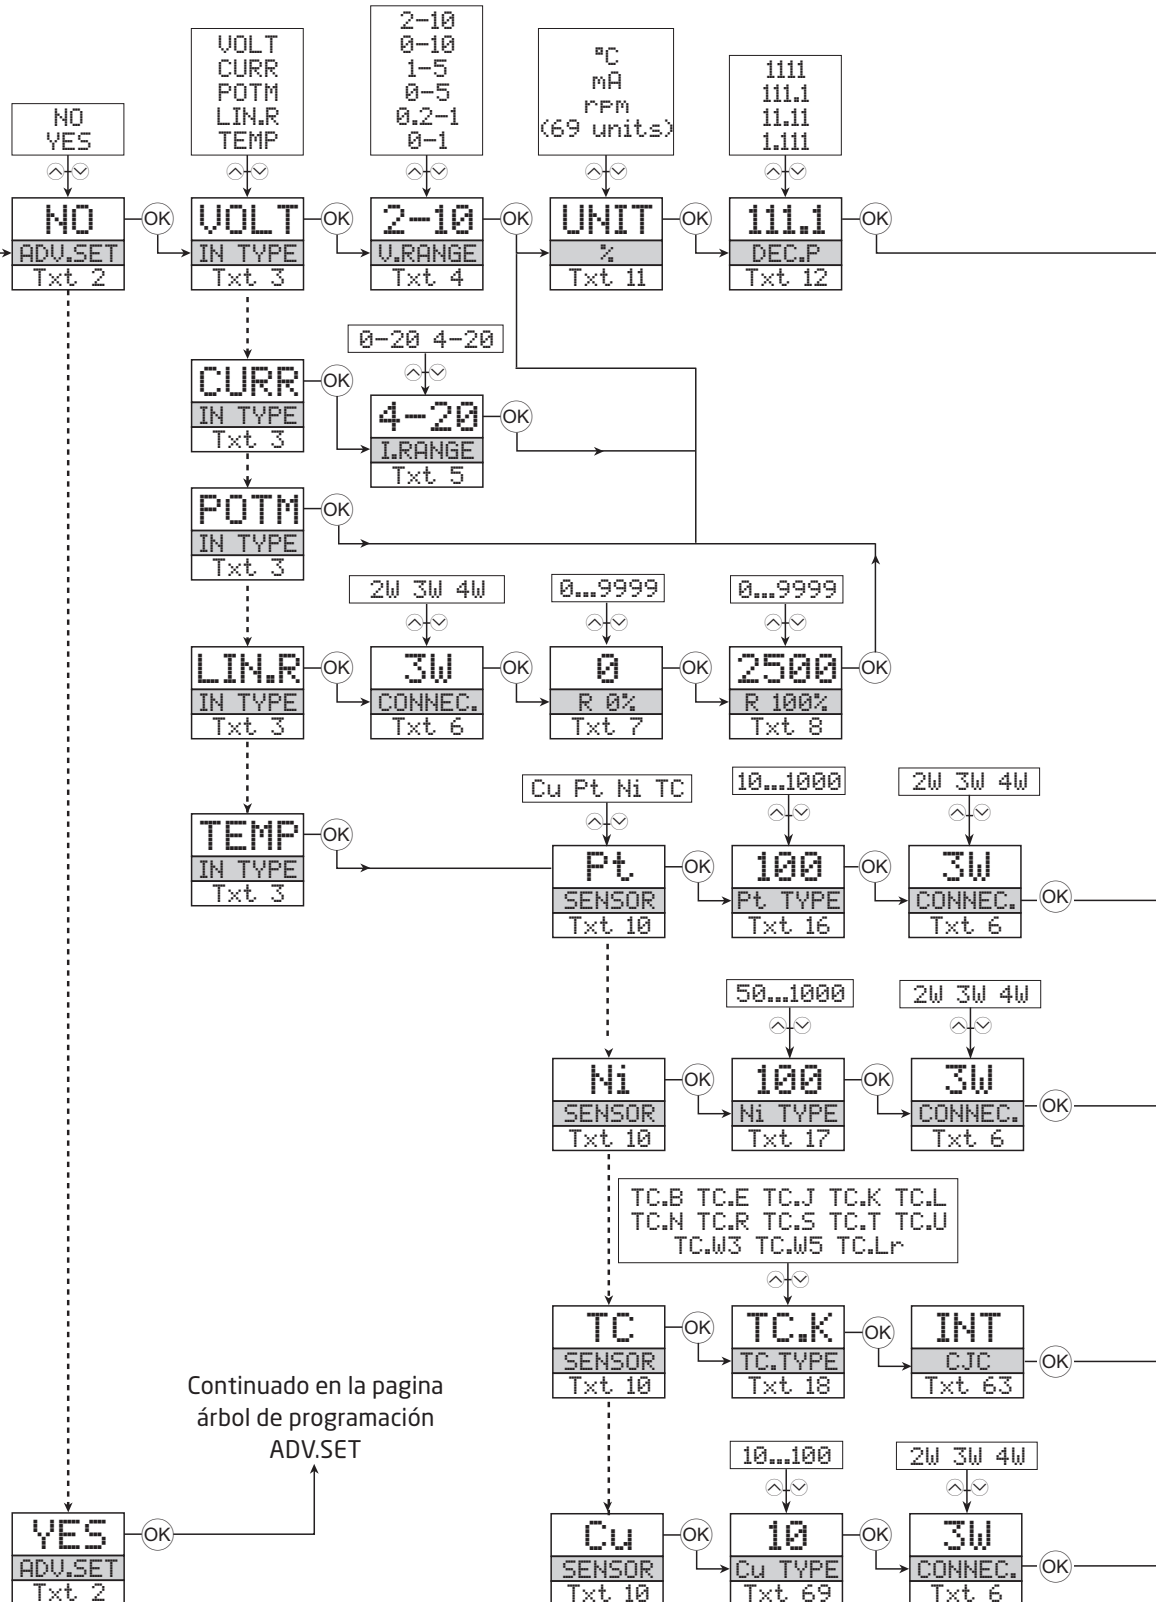 NO
YES
VOLT
CURR
POTM
LIN.R
TEMP
2-10
0-10
1-5
0-5
0.2-1
0-1
°C
mA
rpm
(69 units)
1111
111.1
11.11
1.111
NO
ADV.SET
Txt 2
OK
VOLT
IN TYPE
Txt 3
OK
2-10
V.RANGE
Txt 4
OK
UNIT
%
Txt 11
OK
111.1
DEC.P
Txt 12
OK
0-20 4-20
CURR
IN TYPE
Txt 3
OK
4-20
I.RANGE
Txt 5
OK
POTM
IN TYPE
Txt 3
OK
2W 3W 4W
0...9999
0...9999
LIN.R
IN TYPE
Txt 3
OK
3W
CONNEC.
Txt 6
OK
0
R 0%
Txt 7
OK
2500
R 100%
Txt 8
OK
Cu Pt Ni TC
10...1000
2W 3W 4W
TEMP
IN TYPE
Txt 3
OK
Pt
SENSOR
Txt 10
OK
100
Pt TYPE
Txt 16
OK
3W
CONNEC.
Txt 6
OK
50...1000
2W 3W 4W
Ni
SENSOR
Txt 10
OK
100
Ni TYPE
Txt 17
OK
3W
CONNEC.
Txt 6
OK
TC.B TC.E TC.J TC.K TC.L
TC.N TC.R TC.S TC.T TC.U
TC.W3 TC.W5 TC.Lr
TC
SENSOR
Txt 10
OK
TC.K
TC.TYPE
Txt 18
OK
INT
CJC
Txt 63
OK
Continuado en la pagina
árbol de programación
ADV.SET
10...100
2W 3W 4W
YES
ADV.SET
Txt 2
OK
Cu
SENSOR
Txt 10
OK
10
Cu TYPE
Txt 69
OK
3W
CONNEC.
Txt 6
OK